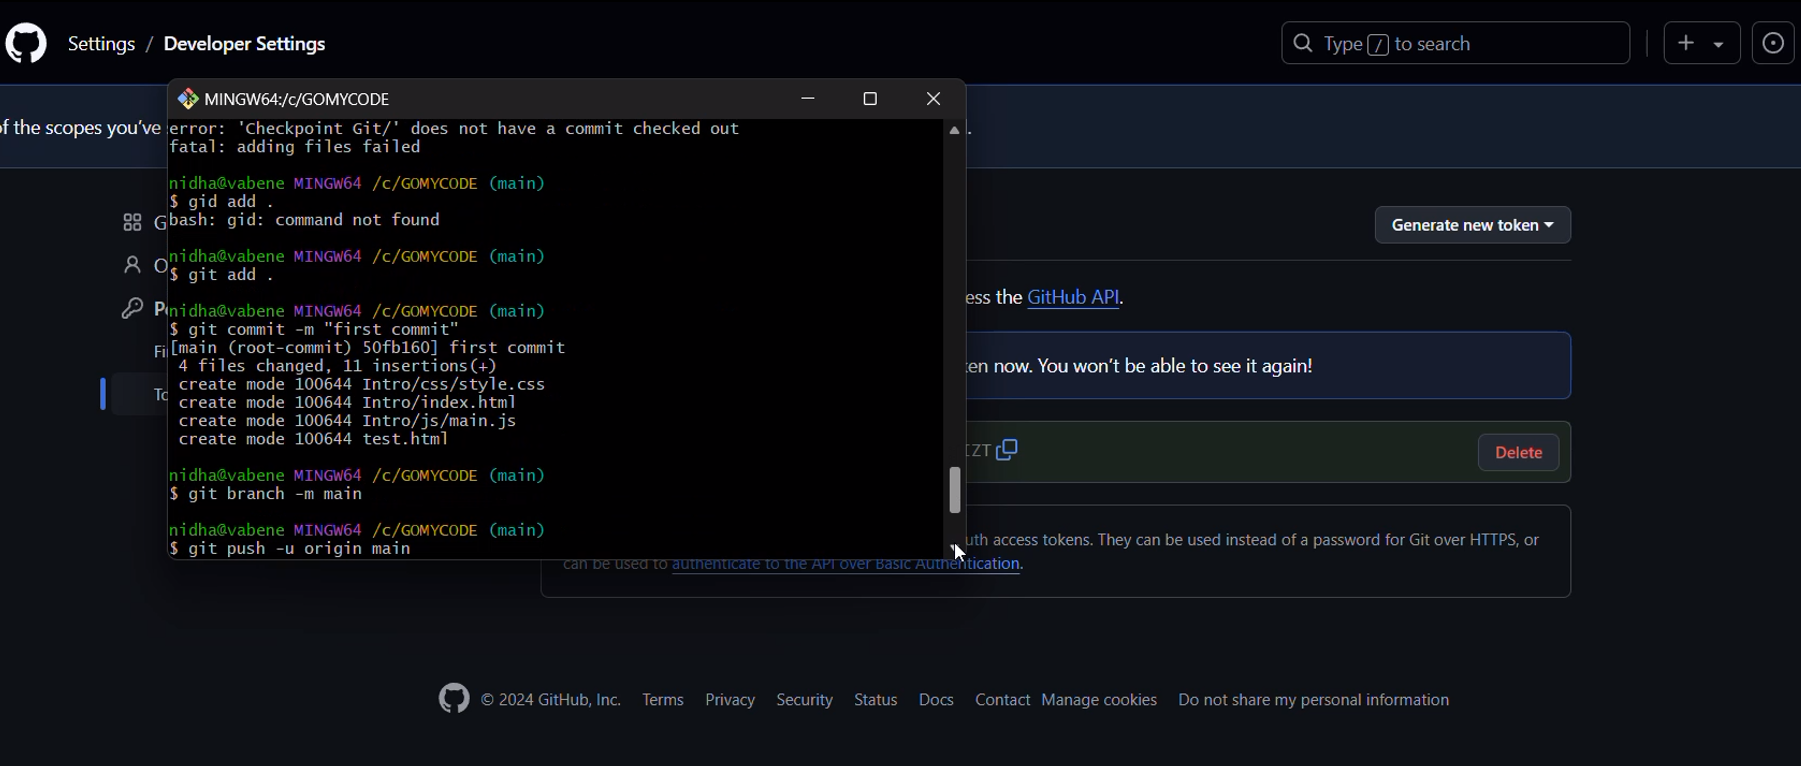 Settings / Developer Settings
Type / to search
MINGW64:/c/GOMYCODE
of the scopes you've
.
error: 'Checkpoint Git/' does not have a commit checked out
fatal: adding files failed
nidha@vabene MINGW64 /c/GOMYCODE (main)
$ gid add .
bash: gid: command not found
nidha@vabene MINGW64 /c/GOMYCODE (main)
$ git add .
nidha@vabene MINGW64 /c/GOMYCODE (main)
$ git commit -m "first commit"
[main (root-commit) 50fb160] first commit
4 files changed, 11 insertions(+)
create mode 100644 Intro/css/style.css
create mode 100644 Intro/index.html
create mode 100644 Intro/js/main.js
create mode 100644 test.html
nidha@vabene MINGW64 /c/GOMYCODE (main)
$ git branch -m main
nidha@vabene MINGW64 /c/GOMYCODE (main)
$ git push -u origin main
Generate new token
ess the GitHub API.
en now. You won't be able to see it again!
IZT
Delete
uth access tokens. They can be used instead of a password for Git over HTTPS, or
can be used to authenticate to the API over Basic Authentication.
© 2024 GitHub, Inc. Terms Privacy Security Status Docs Contact Manage cookies Do not share my personal information